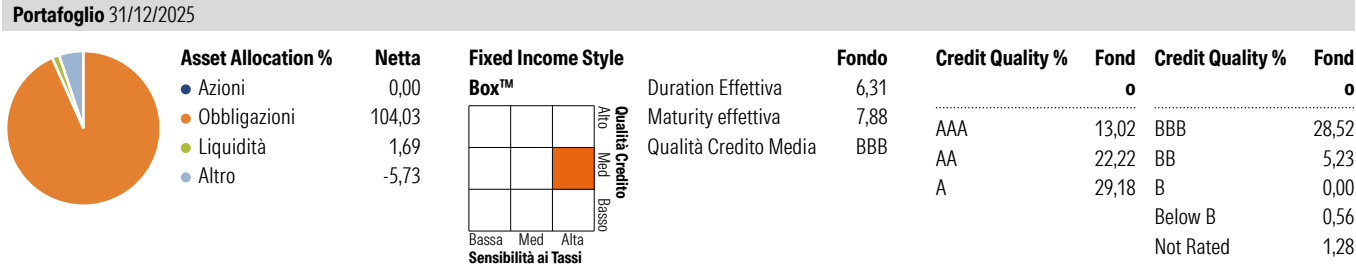 Portafoglio 31/12/2025
Asset Allocation % Netta
Azioni 0,00
Obbligazioni 104,03
Liquidità 1,69
Altro -5,73
Fixed Income Style
Box™
Alto Med Basso
Qualità Credito
Bassa Med Alta
Sensibilità ai Tassi
Fondo
Duration Effettiva 6,31
Maturity effettiva 7,88
Qualità Credito Media BBB
Credit Quality % Fond
o
AAA 13,02
AA 22,22
A 29,18
Credit Quality % Fond
o
BBB 28,52
BB 5,23
B 0,00
Below B 0,56
Not Rated 1,28